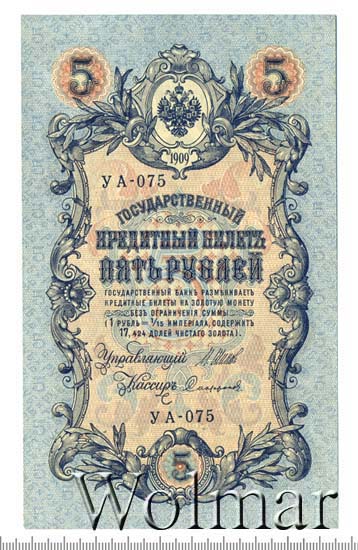 5 5
1909
УА-075
ГОСУДАРСТВЕННЫЙ
КРЕДИТНЫЙ БИЛЕТЪ
ПЯТЬ РУБЛЕЙ
ГОСУДАРСТВЕННЫЙ БАНКЪ РАЗМѢНИВАЕТЪ
КРЕДИТНЫЕ БИЛЕТЫ НА ЗОЛОТУЮ МОНЕТУ
БЕЗЪ ОГРАНИЧЕНІЯ СУММЫ
(1 РУБЛЬ = 1/15 ИМПЕРІАЛА, СОДЕРЖИТЪ
17,424 ДОЛЕЙ ЧИСТАГО ЗОЛОТА).
Управляющій
Кассиръ
УА-075
5
Wolmar